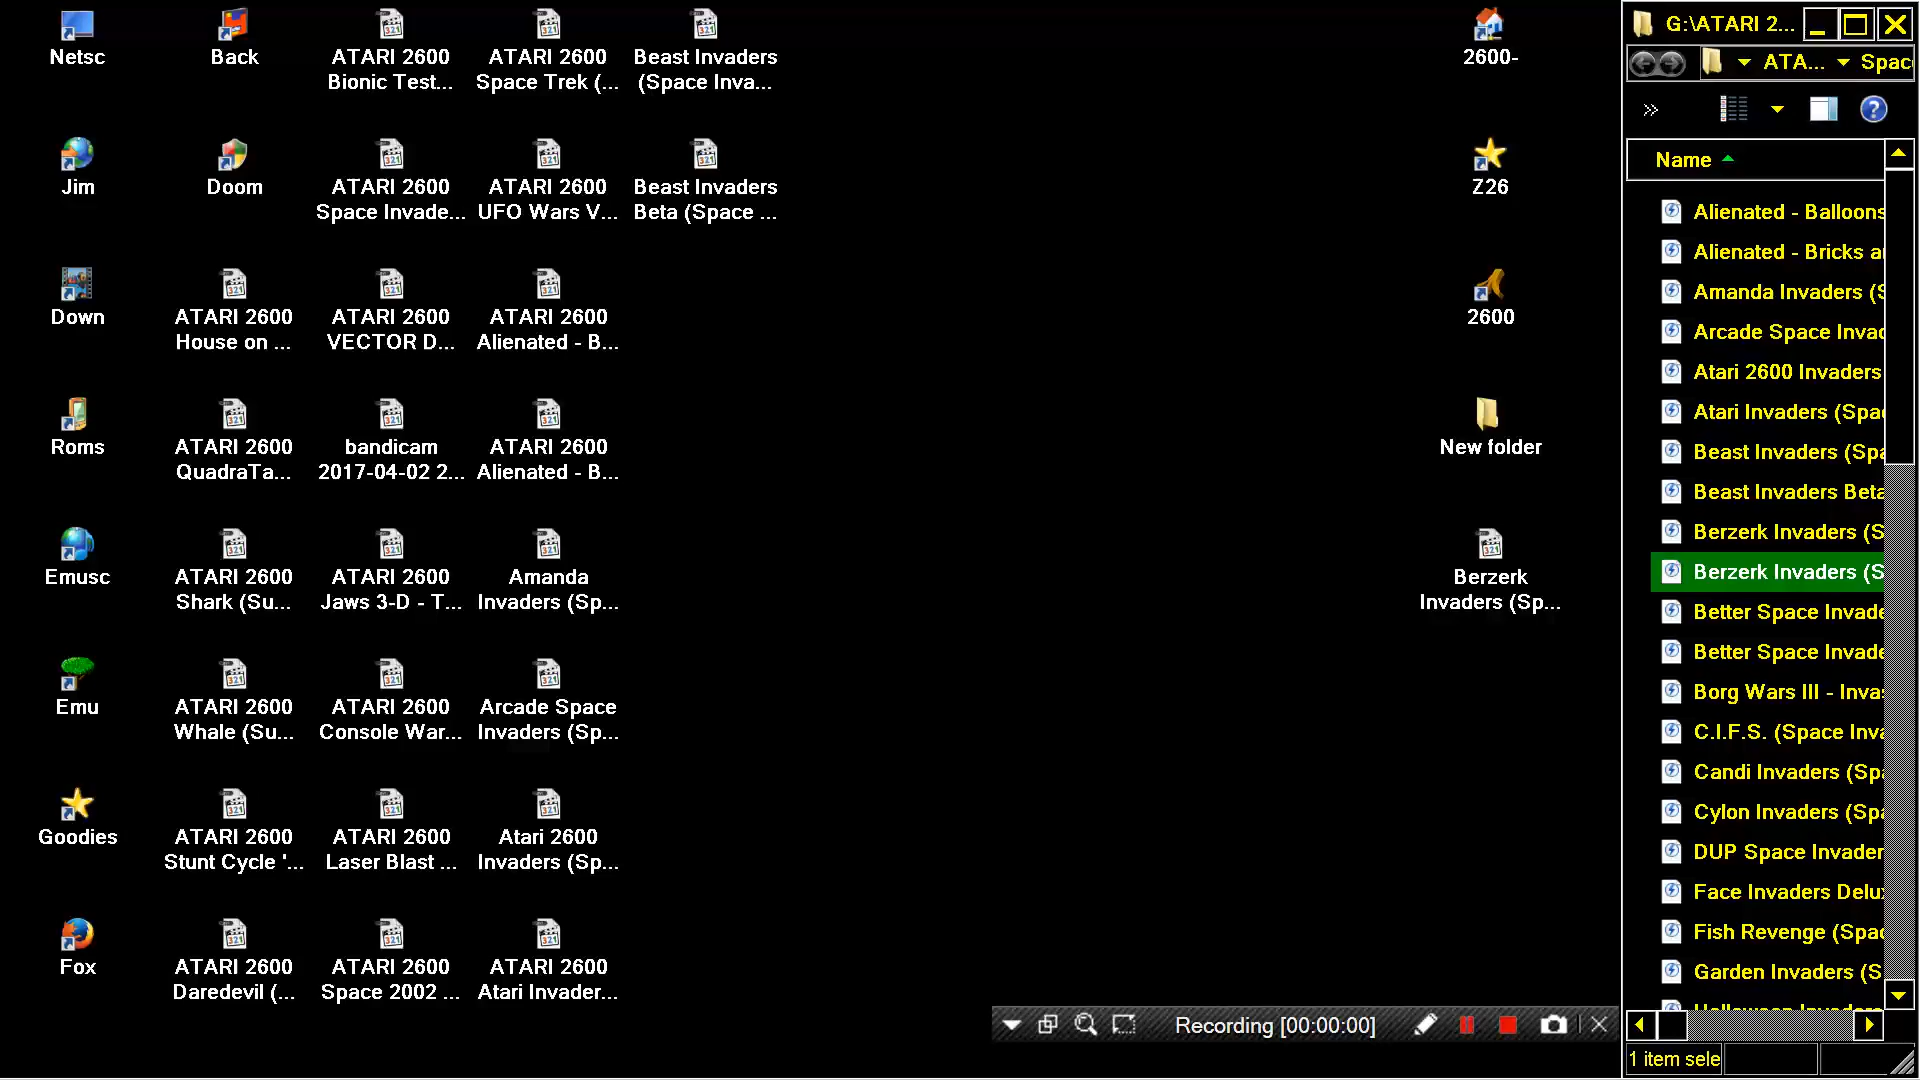 Netsc
Back
ATARI 2600
Bionic Test...
ATARI 2600
Space Trek (...
Beast Invaders
(Space Inva...
2600-
Jim
Doom
ATARI 2600
Space Invade...
ATARI 2600
UFO Wars V...
Beast Invaders
Beta (Space ...
Z26
Down
ATARI 2600
House on ...
ATARI 2600
VECTOR D...
ATARI 2600
Alienated - B...
2600
Roms
ATARI 2600
QuadraTa...
bandicam
2017-04-02 2...
ATARI 2600
Alienated - B...
New folder
Emusc
ATARI 2600
Shark (Su...
ATARI 2600
Jaws 3-D - T...
Amanda
Invaders (Sp...
Berzerk
Invaders (Sp...
Emu
ATARI 2600
Whale (Su...
ATARI 2600
Console War...
Arcade Space
Invaders (Sp...
Goodies
ATARI 2600
Stunt Cycle '...
ATARI 2600
Laser Blast ...
Atari 2600
Invaders (Sp...
Fox
ATARI 2600
Daredevil (...
ATARI 2600
Space 2002 ...
ATARI 2600
Atari Invader...
Recording [00:00:00]
G:\ATARI 2...
ATA... Spac
Name
Alienated - Balloons
Alienated - Bricks a
Amanda Invaders (S
Arcade Space Invad
Atari 2600 Invaders
Atari Invaders (Spa
Beast Invaders (Spa
Beast Invaders Beta
Berzerk Invaders (S
Berzerk Invaders (S
Better Space Invade
Better Space Invade
Borg Wars III - Inva
C.I.F.S. (Space Inva
Candi Invaders (Spa
Cylon Invaders (Spa
DUP Space Invader
Face Invaders Delu
Fish Revenge (Spac
Garden Invaders (S
1 item sele